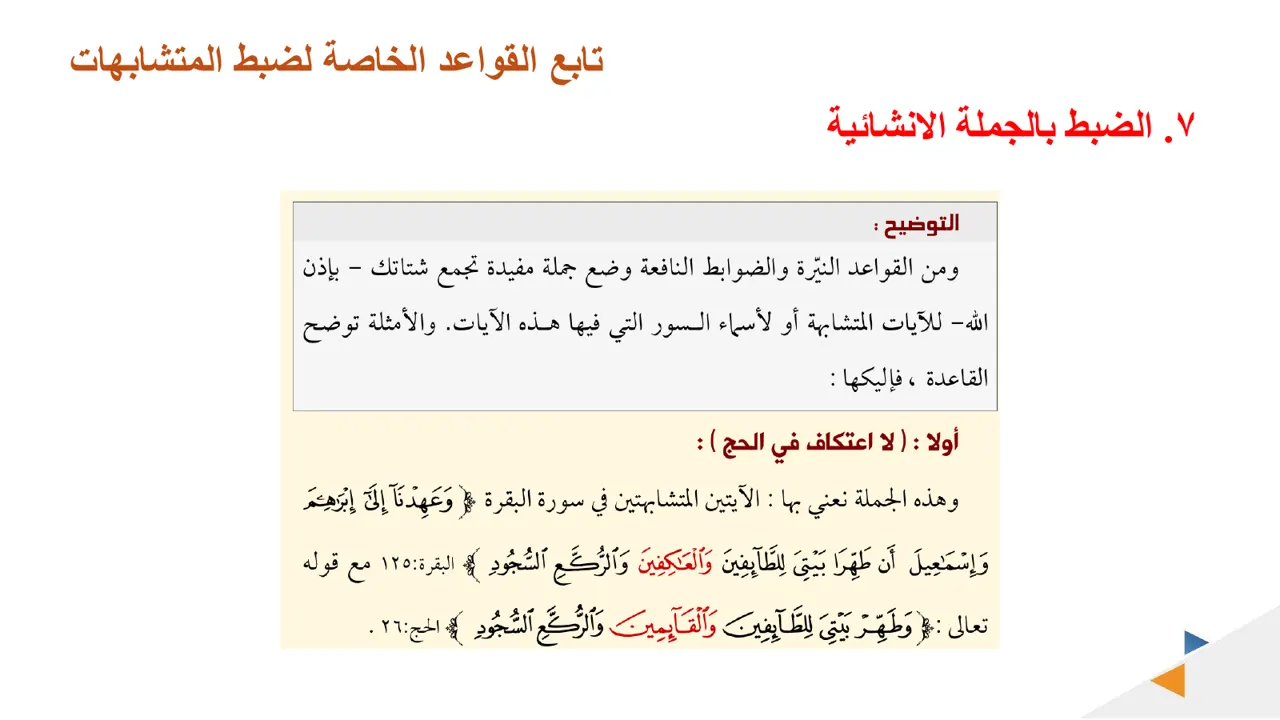 تابع القواعد الخاصة لضبط المتشابهات
٧. الضبط بالجملة الانشائية
التوضيح :
ومن القواعد النيّرة والضوابط النافعة وضع جملة مفيدة تجمع شتاتك – بإذن
الله– للآيات المتشابهة أو لأسماء السور التي فيها هذه الآيات. والأمثلة توضح
القاعدة ، فإليكها :
أولا : ( لا اعتكاف في الحج ) :
وهذه الجملة نعني بها : الآيتين المتشابهتين في سورة البقرة ﴿ وَعَهِدْنَآ إِلَىٰٓ إِبْرَٰهِـۧمَ
وَإِسْمَٰعِيلَ أَن طَهِّرَا بَيْتِىَ لِلطَّآئِفِينَ وَٱلْعَٰكِفِينَ وَٱلرُّكَّعِ ٱلسُّجُودِ ﴾ البقرة:١٢٥ مع قوله
تعالى : ﴿ وَطَهِّرْ بَيْتِىَ لِلطَّآئِفِينَ وَٱلْقَآئِمِينَ وَٱلرُّكَّعِ ٱلسُّجُودِ ﴾ الحج:٢٦ .